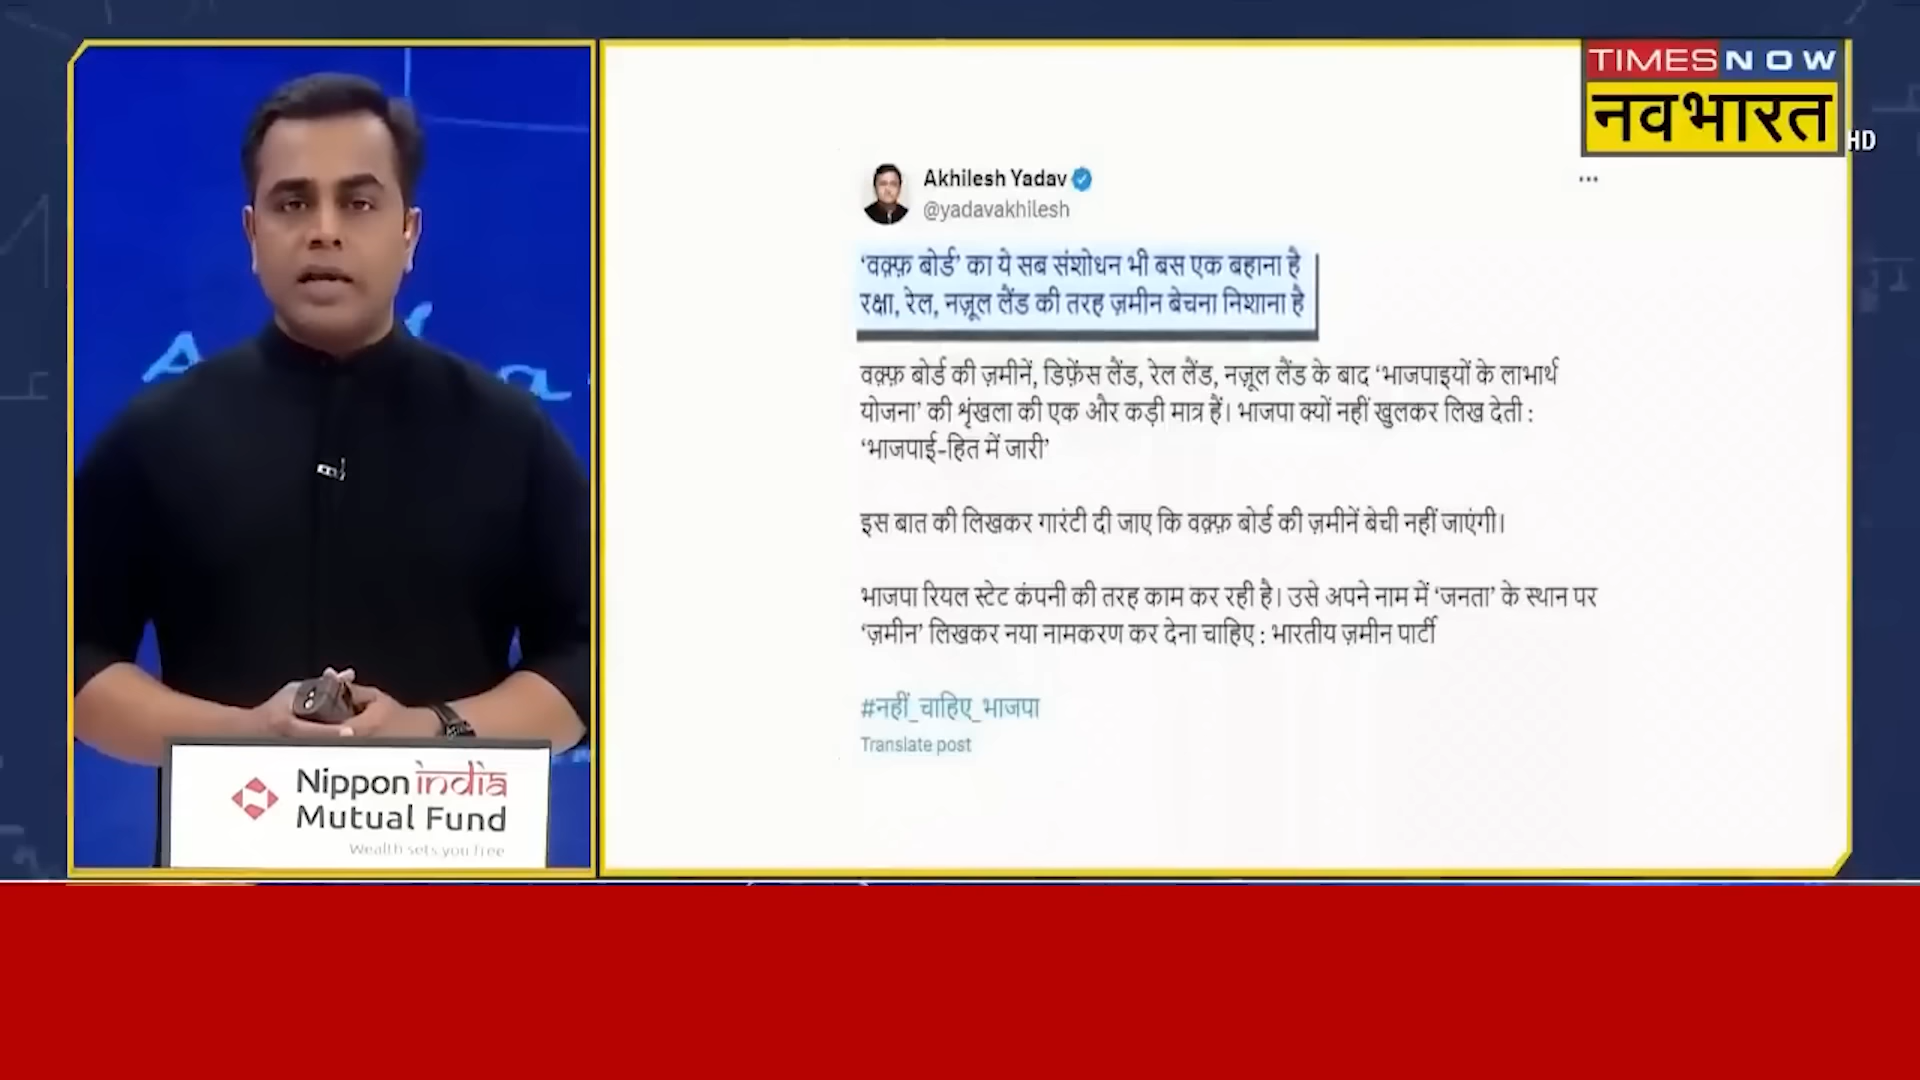 TIMES NOW
नवभारत
HD
Akhilesh Yadav
@yadavakhilesh
‘वक़्फ़ बोर्ड’ का ये सब संशोधन भी बस एक बहाना है
रक्षा, रेल, नज़ूल लैंड की तरह ज़मीन बेचना निशाना है
वक़्फ़ बोर्ड की ज़मीनें, डिफ़ेंस लैंड, रेल लैंड, नज़ूल लैंड के बाद ‘भाजपाइयों के लाभार्थ
योजना’ की शृंखला की एक और कड़ी मात्र हैं। भाजपा क्यों नहीं खुलकर लिख देती :
‘भाजपाई-हित में जारी’
इस बात की लिखकर गारंटी दी जाए कि वक़्फ़ बोर्ड की ज़मीनें बेची नहीं जाएंगी।
भाजपा रियल स्टेट कंपनी की तरह काम कर रही है। उसे अपने नाम में ‘जनता’ के स्थान पर
‘ज़मीन’ लिखकर नया नामकरण कर देना चाहिए : भारतीय ज़मीन पार्टी
#नहीं_चाहिए_भाजपा
Translate post
Nippon india
Mutual Fund
Wealth sets you free